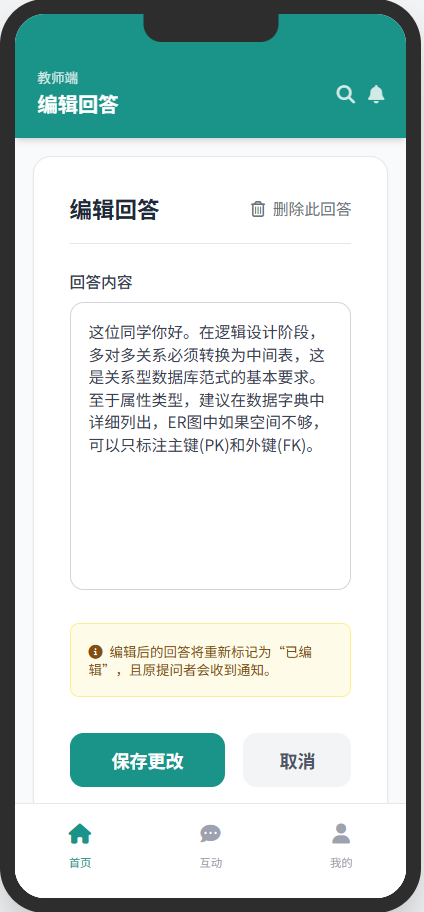 教师端
编辑回答
编辑回答
删除此回答
回答内容
这位同学你好。在逻辑设计阶段，
多对多关系必须转换为中间表，这
是关系型数据库范式的基本要求。
至于属性类型，建议在数据字典中
详细列出，ER图中如果空间不够，
可以只标注主键(PK)和外键(FK)。
编辑后的回答将重新标记为“已编
辑”，且原提问者会收到通知。
保存更改
取消
首页
互动
我的